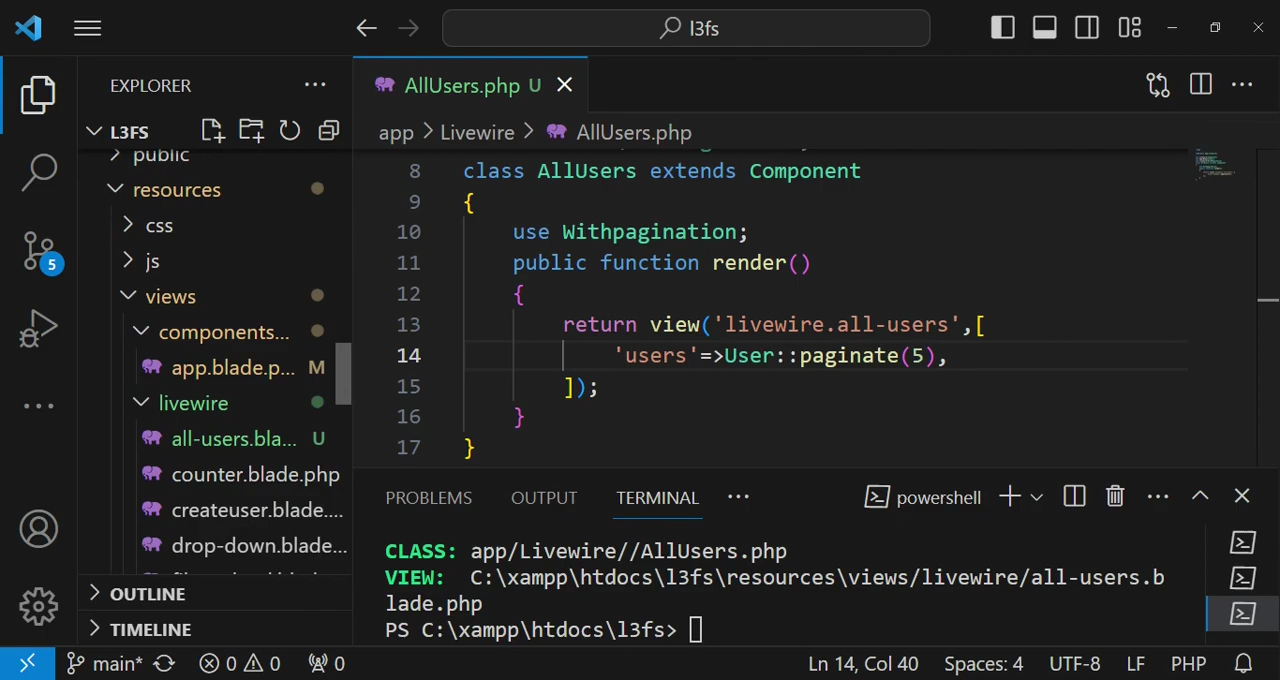 l3fs
EXPLORER
AllUsers.php U
L3FS
app > Livewire > AllUsers.php
public
resources
css
js
views
components...
app.blade.p... M
livewire
all-users.bla... U
counter.blade.php
createuser.blade....
drop-down.blade...
OUTLINE
TIMELINE
5
8 class AllUsers extends Component
9 {
10 use Withpagination;
11 public function render()
12 {
13 return view('livewire.all-users',[
14 'users'=>User::paginate(5),
15 ]);
16 }
17 }
PROBLEMS OUTPUT TERMINAL powershell
CLASS: app/Livewire//AllUsers.php
VIEW: C:\xampp\htdocs\l3fs\resources\views/livewire/all-users.b
lade.php
PS C:\xampp\htdocs\l3fs>
main* 0 0 0 Ln 14, Col 40 Spaces: 4 UTF-8 LF PHP